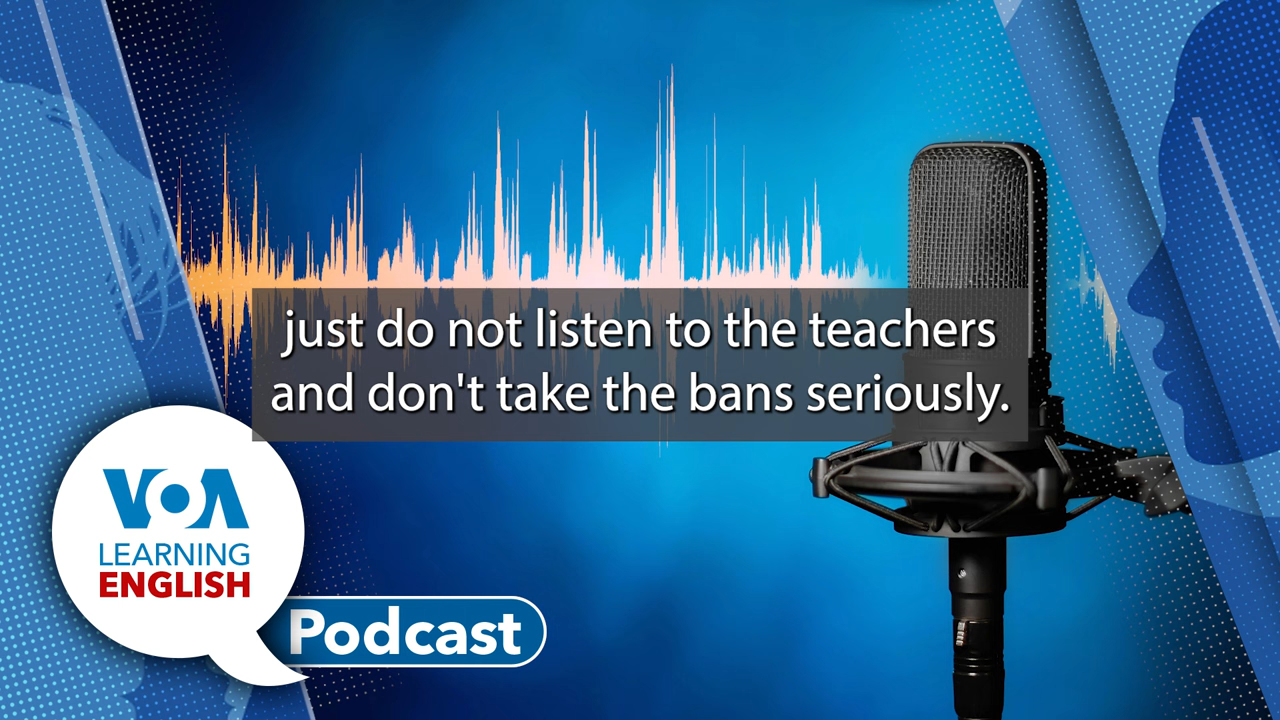 just do not listen to the teachers
and don't take the bans seriously.
VOA
LEARNING
ENGLISH
Podcast